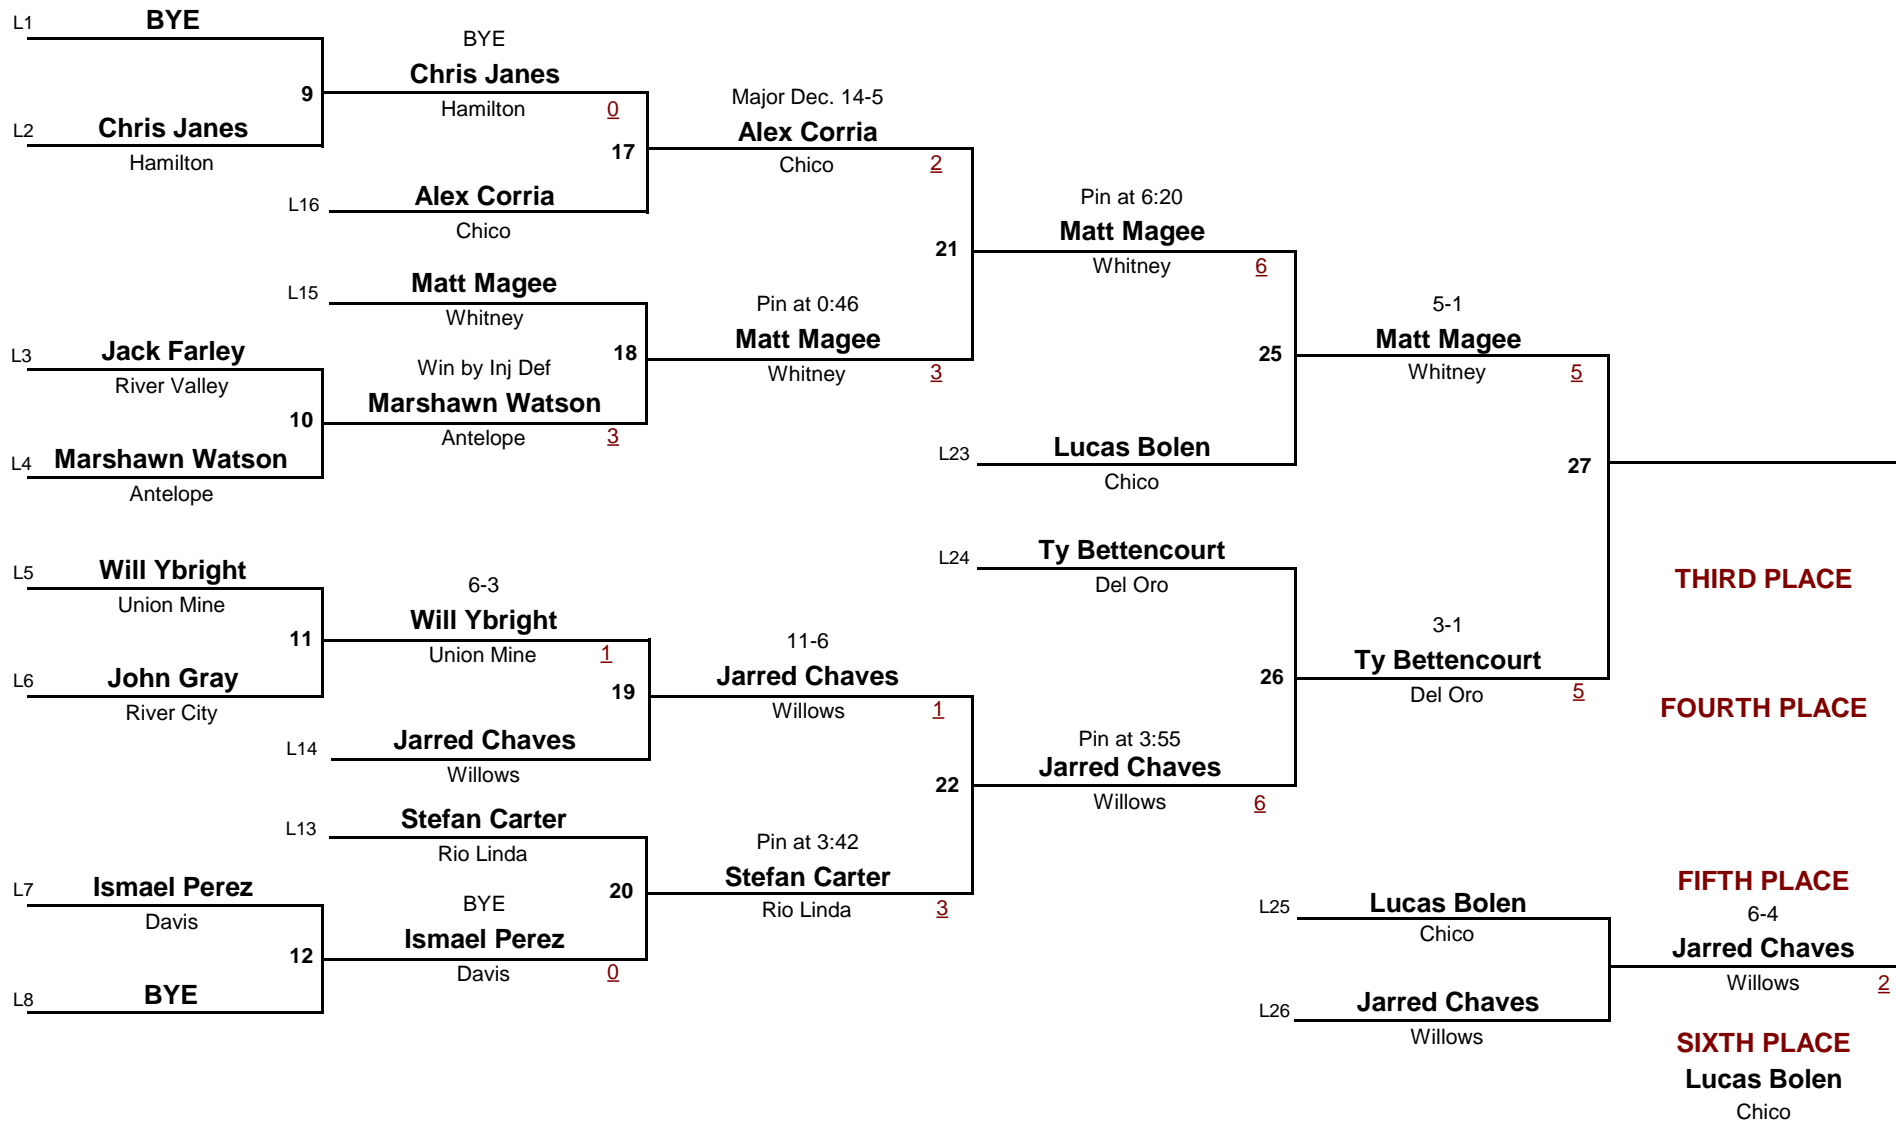 L1
BYE
9
L2
Chris Janes
Hamilton
BYE
Chris Janes
Hamilton
0
17
L16
Alex Corria
Chico
Major Dec. 14-5
Alex Corria
Chico
2
L15
Matt Magee
Whitney
18
L3
Jack Farley
River Valley
10
L4
Marshawn Watson
Antelope
Win by Inj Def
Marshawn Watson
Antelope
3
Pin at 0:46
Matt Magee
Whitney
3
21
Pin at 6:20
Matt Magee
Whitney
6
25
L23
Lucas Bolen
Chico
5-1
Matt Magee
Whitney
5
27
L5
Will Ybright
Union Mine
11
L6
John Gray
River City
6-3
Will Ybright
Union Mine
1
19
L14
Jarred Chaves
Willows
11-6
Jarred Chaves
Willows
1
L13
Stefan Carter
Rio Linda
20
L7
Ismael Perez
Davis
12
L8
BYE
BYE
Ismael Perez
Davis
0
Pin at 3:42
Stefan Carter
Rio Linda
3
22
L24
Ty Bettencourt
Del Oro
26
Pin at 3:55
Jarred Chaves
Willows
6
3-1
Ty Bettencourt
Del Oro
5
THIRD PLACE
FOURTH PLACE
L25
Lucas Bolen
Chico
L26
Jarred Chaves
Willows
FIFTH PLACE
6-4
Jarred Chaves
Willows
2
SIXTH PLACE
Lucas Bolen
Chico